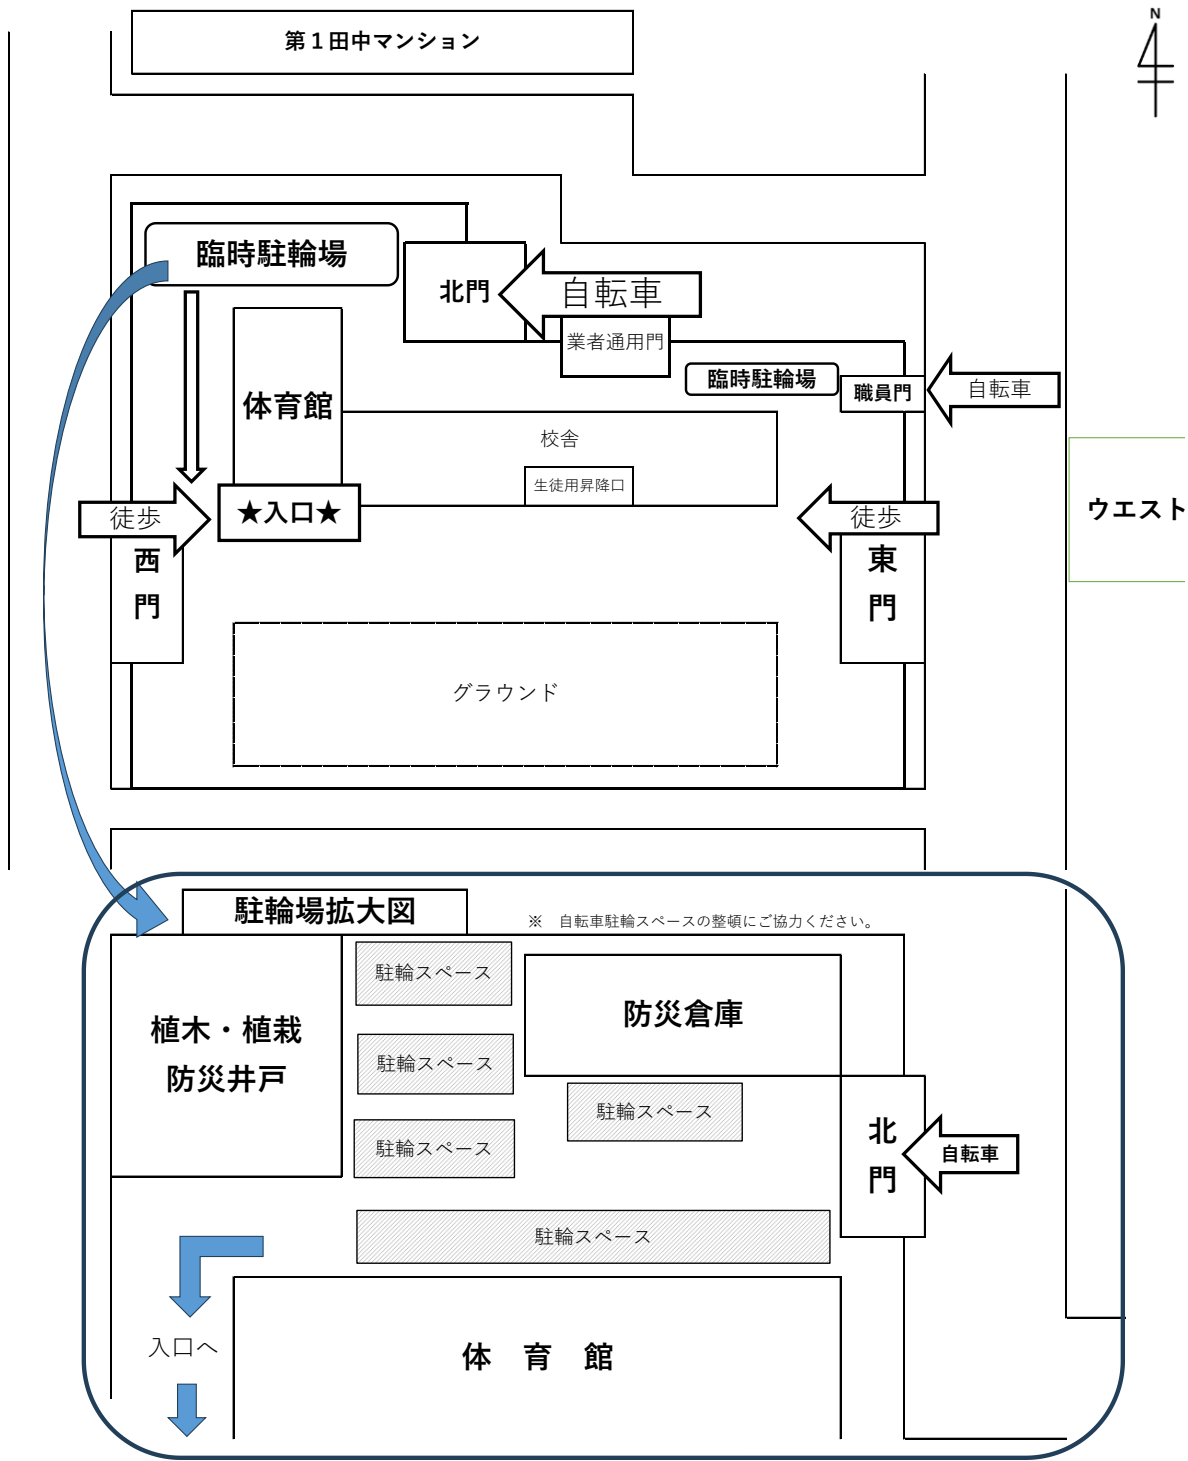 N
第１田中マンション
臨時駐輪場
北門
自転車
業者通用門
臨時駐輪場
職員門
自転車
体育館
校舎
生徒用昇降口
徒歩
★入口★
徒歩
ウエスト
西
門
東
門
グラウンド
駐輪場拡大図
※　自転車駐輪スペースの整頓にご協力ください。
駐輪スペース
防災倉庫
植木・植栽
防災井戸
駐輪スペース
駐輪スペース
駐輪スペース
北
門
自転車
駐輪スペース
入口へ
体　育　館